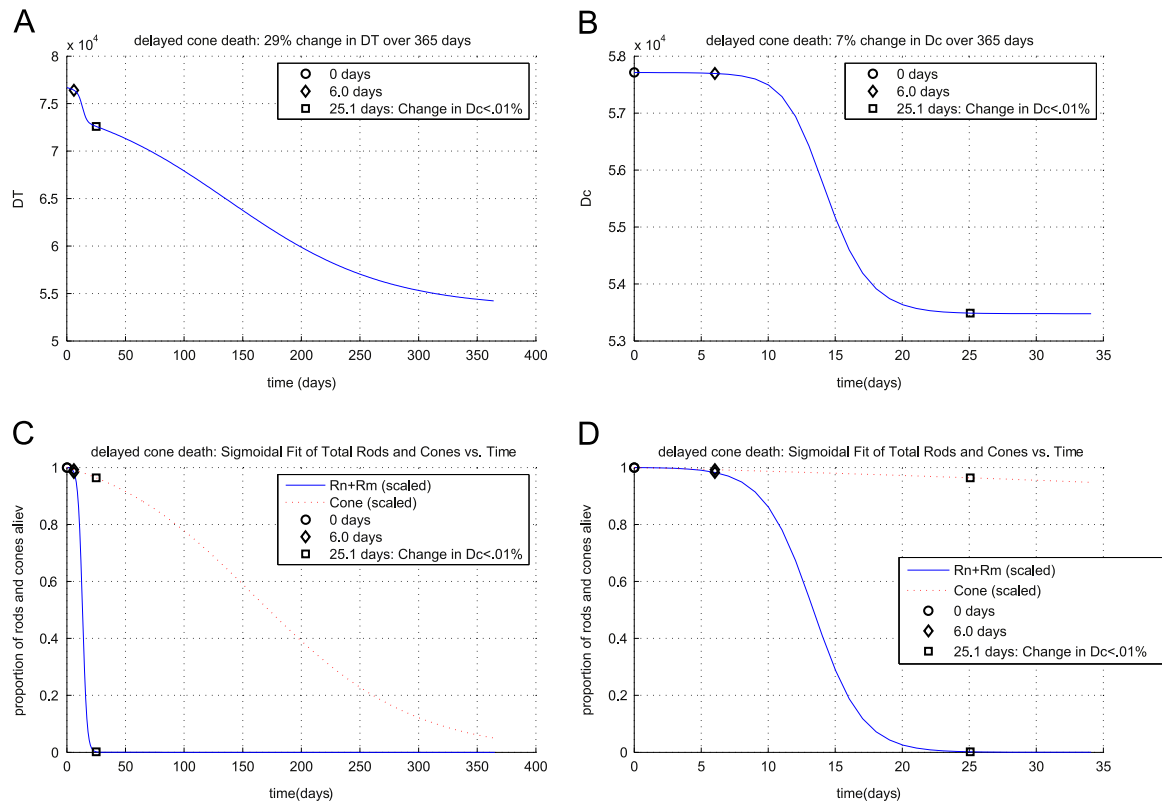 A
delayed cone death: 29% change in DT over 365 days
x 10⁴
8
7.5
7
6.5
6
5.5
5
DT
0 50 100 150 200 250 300 350 400
time (days)
0 days
6.0 days
25.1 days: Change in Dc<.01%
B
delayed cone death: 7% change in Dc over 365 days
x 10⁴
5.8
5.7
5.6
5.5
5.4
5.3
Dc
0 5 10 15 20 25 30 35
time(days)
0 days
6.0 days
25.1 days: Change in Dc<.01%
C
delayed cone death: Sigmoidal Fit of Total Rods and Cones vs. Time
1
0.8
0.6
0.4
0.2
0
proportion of rods and cones aliev
0 50 100 150 200 250 300 350 400
time(days)
Rn+Rm (scaled)
Cone (scaled)
0 days
6.0 days
25.1 days: Change in Dc<.01%
D
delayed cone death: Sigmoidal Fit of Total Rods and Cones vs. Time
1
0.8
0.6
0.4
0.2
0
proportion of rods and cones aliev
0 5 10 15 20 25 30 35
time(days)
Rn+Rm (scaled)
Cone (scaled)
0 days
6.0 days
25.1 days: Change in Dc<.01%